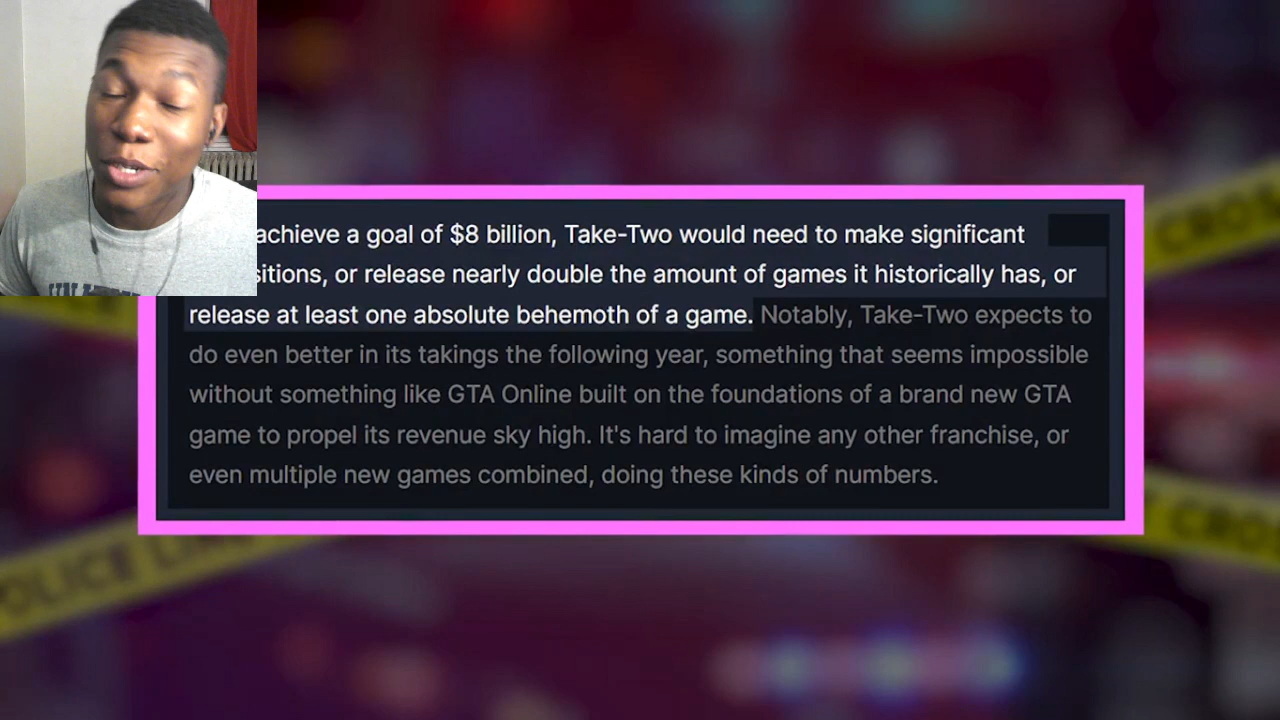 achieve a goal of $8 billion, Take-Two would need to make significant
sitions, or release nearly double the amount of games it historically has, or
release at least one absolute behemoth of a game. Notably, Take-Two expects to
do even better in its takings the following year, something that seems impossible
without something like GTA Online built on the foundations of a brand new GTA
game to propel its revenue sky high. It's hard to imagine any other franchise, or
even multiple new games combined, doing these kinds of numbers.
CROS
CROS
POLICE LINE